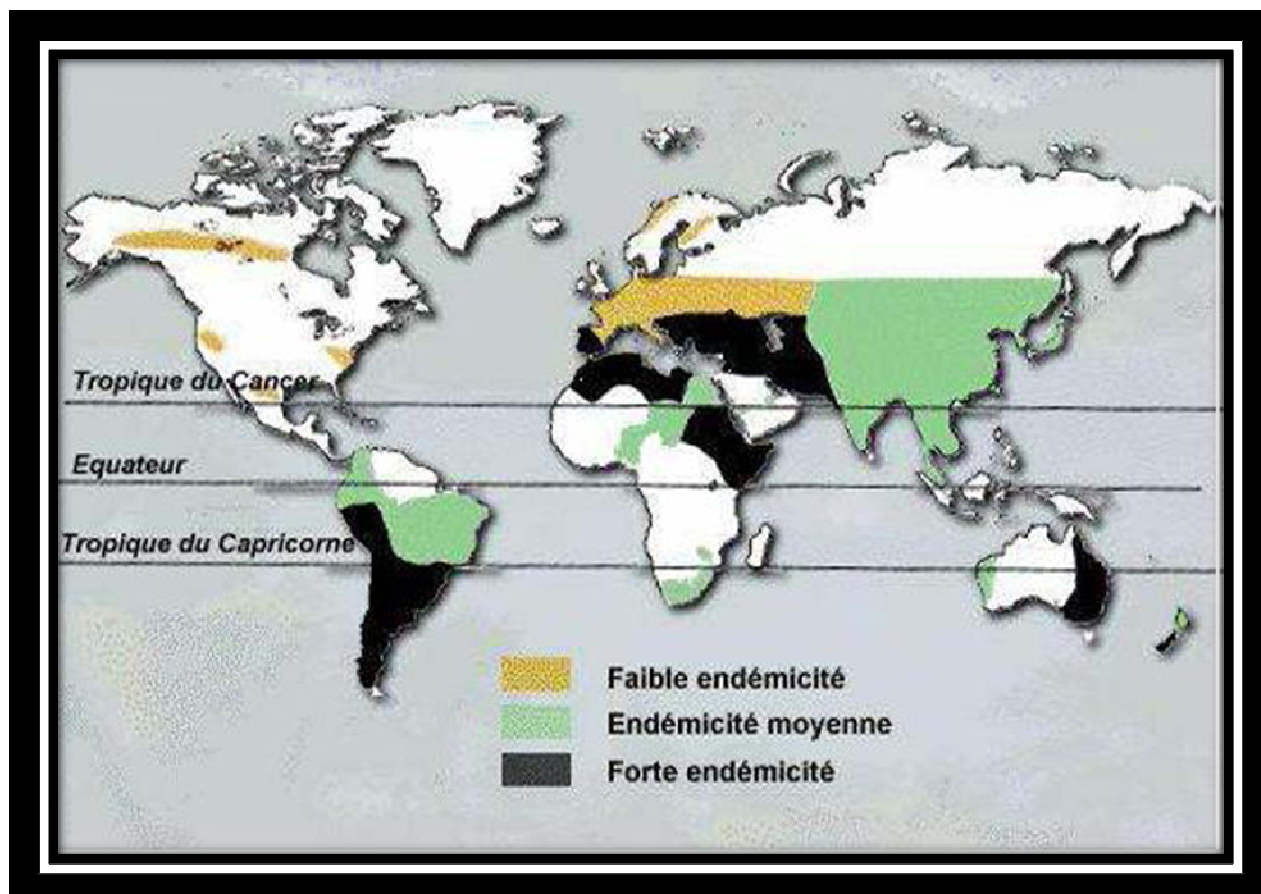 Tropique du Cancer
Equateur
Tropique du Capricorne
Faible endémicité
Endémicité moyenne
Forte endémicité